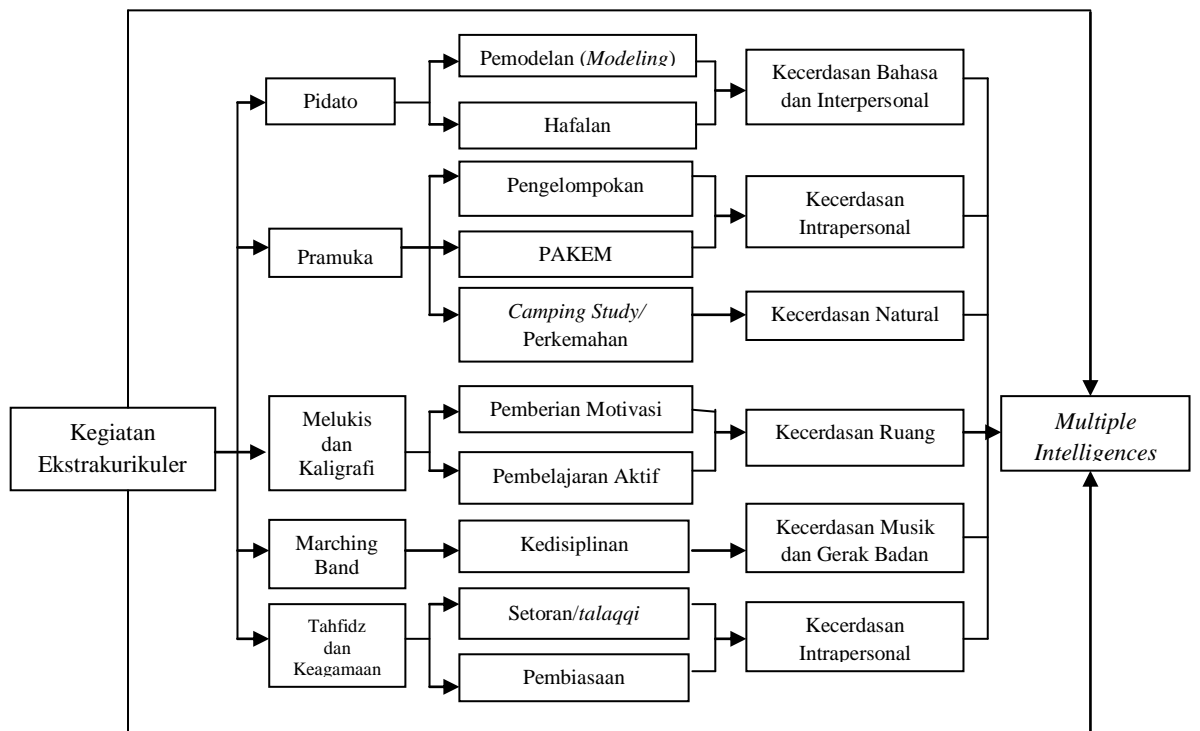 Pemodelan (Modeling)
Kecerdasan Bahasa
dan Interpersonal
Pidato
Hafalan
Pengelompokan
Kecerdasan
Intrapersonal
Pramuka
PAKEM
Camping Study/
Perkemahan
Kecerdasan Natural
Kegiatan
Ekstrakurikuler
Melukis
dan
Kaligrafi
Pemberian Motivasi
Pembelajaran Aktif
Kecerdasan Ruang
Multiple
Intelligences
Marching
Band
Kedisiplinan
Kecerdasan Musik
dan Gerak Badan
Tahfidz
dan
Keagamaan
Setoran/talaqqi
Pembiasaan
Kecerdasan
Intrapersonal